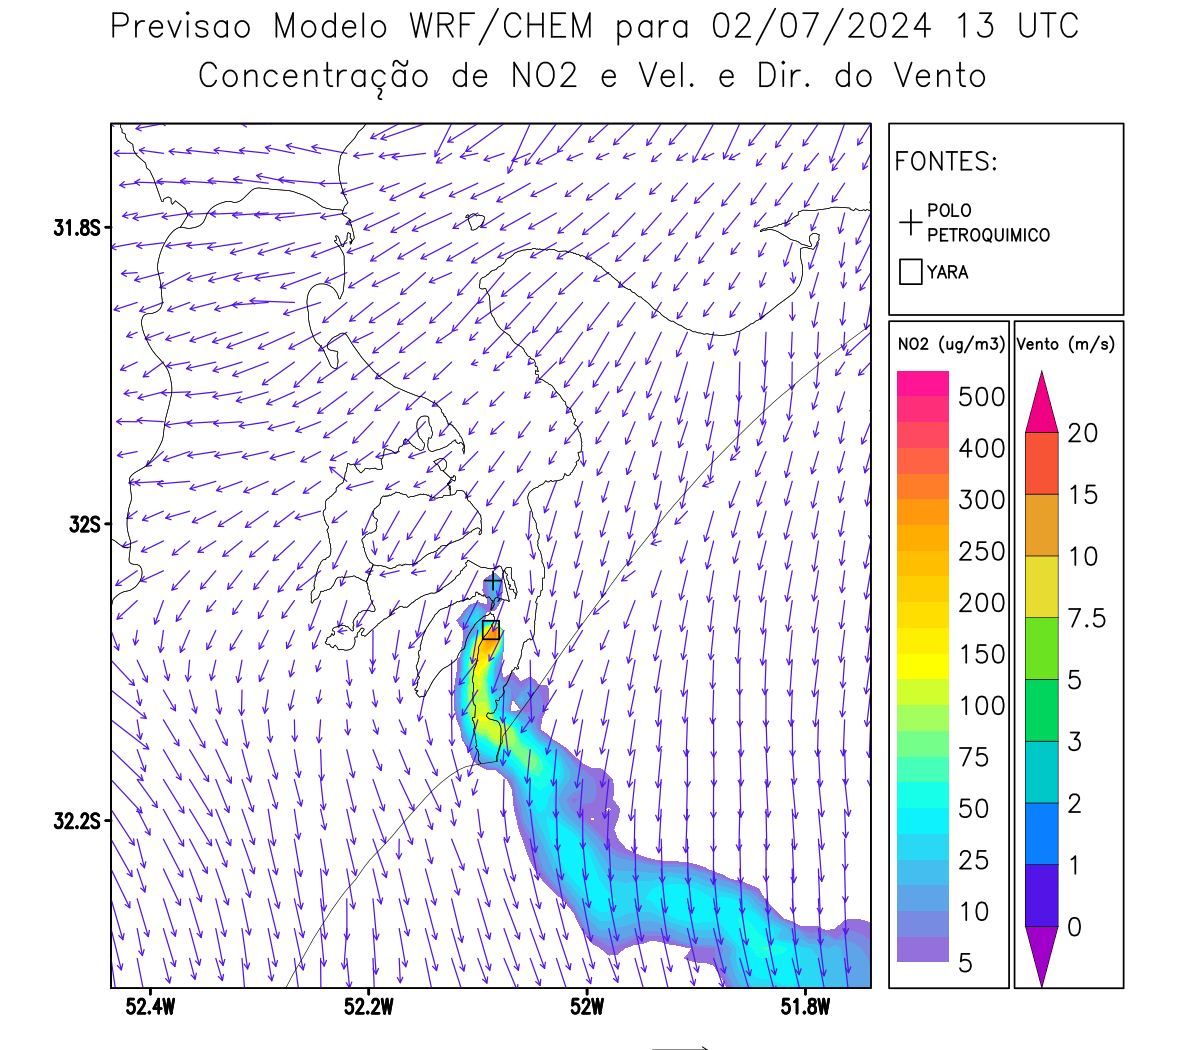 Previsao Modelo WRF/CHEM para 02/07/2024 13 UTC
Concentração de NO2 e Vel. e Dir. do Vento
FONTES:
POLO
PETROQUIMICO
YARA
31.8S
32S
32.2S
52.4W
52.2W
52W
51.8W
NO2 (ug/m3)
500
400
300
250
200
150
100
75
50
25
10
5
Vento (m/s)
20
15
10
7.5
5
3
2
1
0